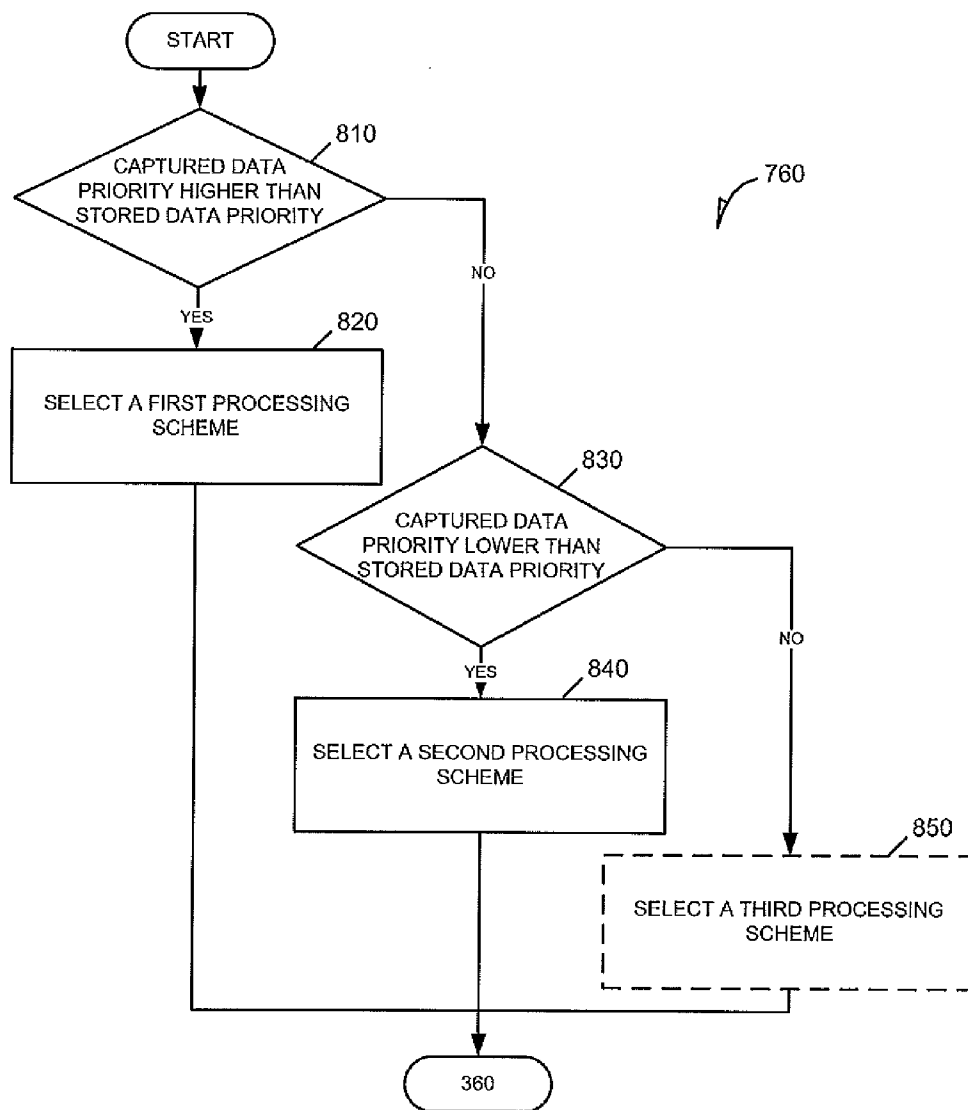 START
810
CAPTURED DATA
PRIORITY HIGHER THAN
STORED DATA PRIORITY
760
NO
YES
820
SELECT A FIRST PROCESSING
SCHEME
830
CAPTURED DATA
PRIORITY LOWER THAN
STORED DATA PRIORITY
NO
YES
840
SELECT A SECOND PROCESSING
SCHEME
850
SELECT A THIRD PROCESSING
SCHEME
360